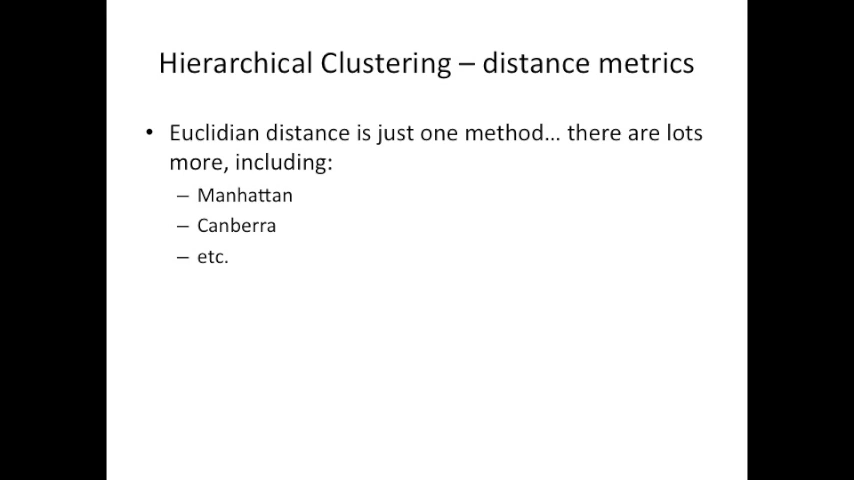 Hierarchical Clustering – distance metrics
• Euclidian distance is just one method… there are lots
more, including:
– Manhattan
– Canberra
– etc.